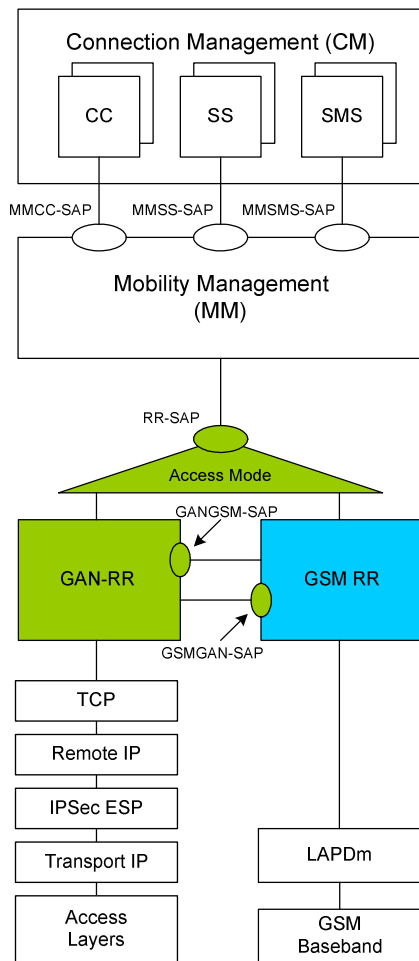 Connection Management (CM)
CC
SS
SMS
MMCC-SAP
MMSS-SAP
MMSMS-SAP
Mobility Management
(MM)
RR-SAP
Access Mode
GANGSM-SAP
GAN-RR
GSM RR
GSMGAN-SAP
TCP
Remote IP
IPSec ESP
Transport IP
LAPDm
Access
Layers
GSM
Baseband